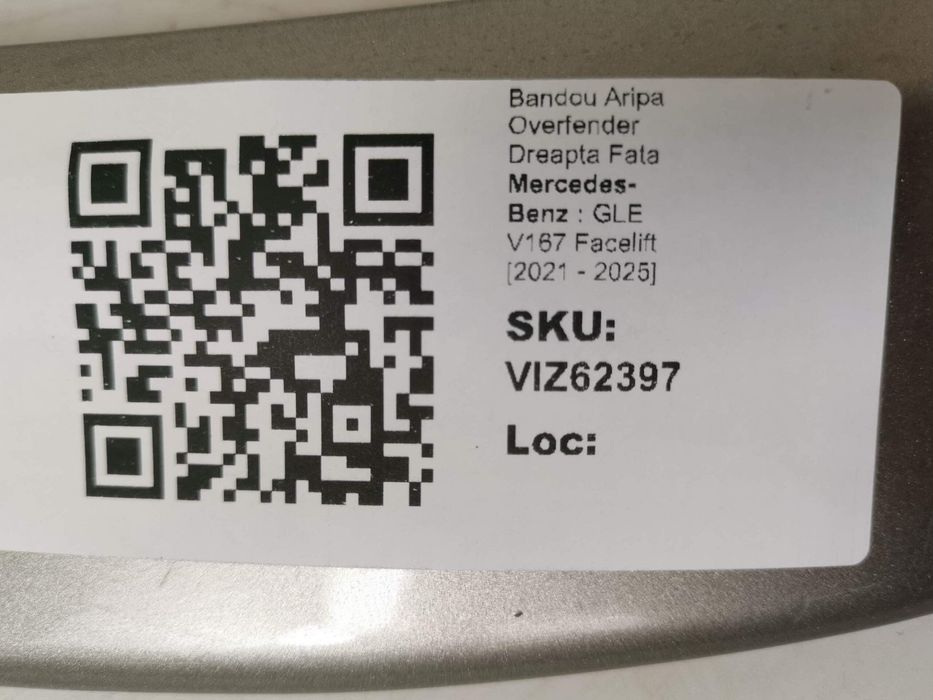 Bandou Aripa
Overfender
Dreapta Fata
Mercedes-
Benz : GLE
V167 Facelift
[2021 - 2025]
SKU:
VIZ62397
Loc: